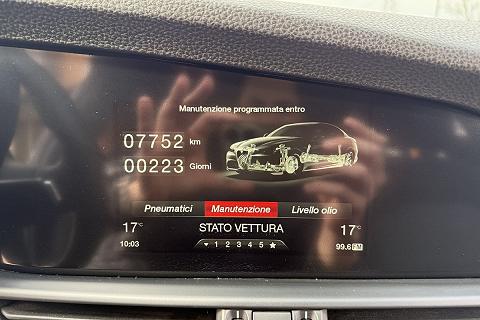 Manutenzione programmata entro
07752 km
00223 Giorni
Pneumatici Manutenzione Livello olio
17°C STATO VETTURA 17°C
10:03 1 2 3 4 5 ★ 99.6 FM